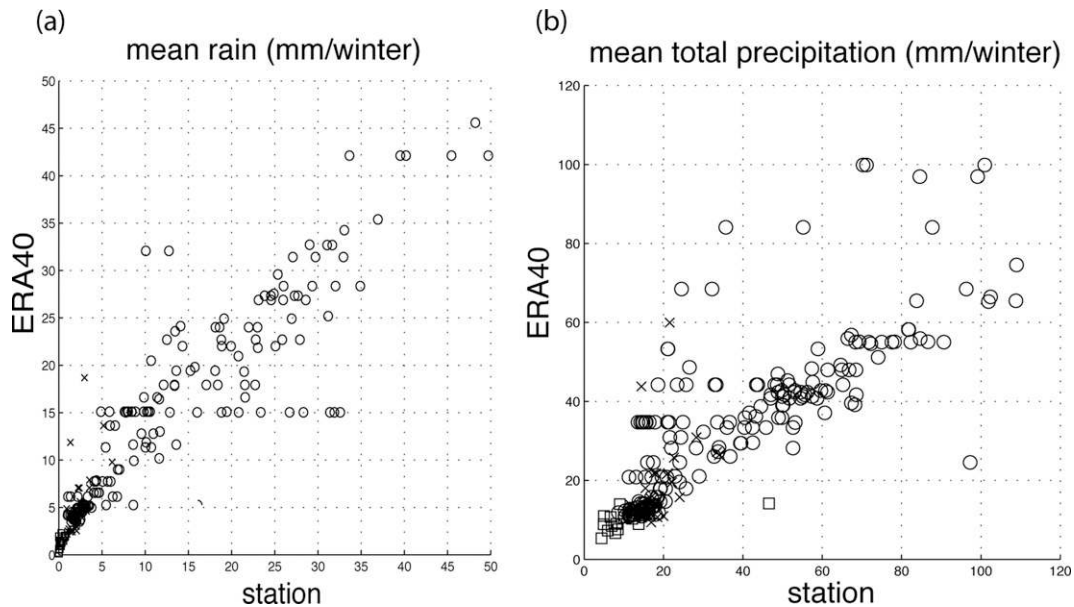 (a)
mean rain (mm/winter)
50
45
40
35
30
25
20
15
10
5
0
ERA40
0 5 10 15 20 25 30 35 40 45 50
station
(b)
mean total precipitation (mm/winter)
120
100
80
60
40
20
0
ERA40
0 20 40 60 80 100 120
station